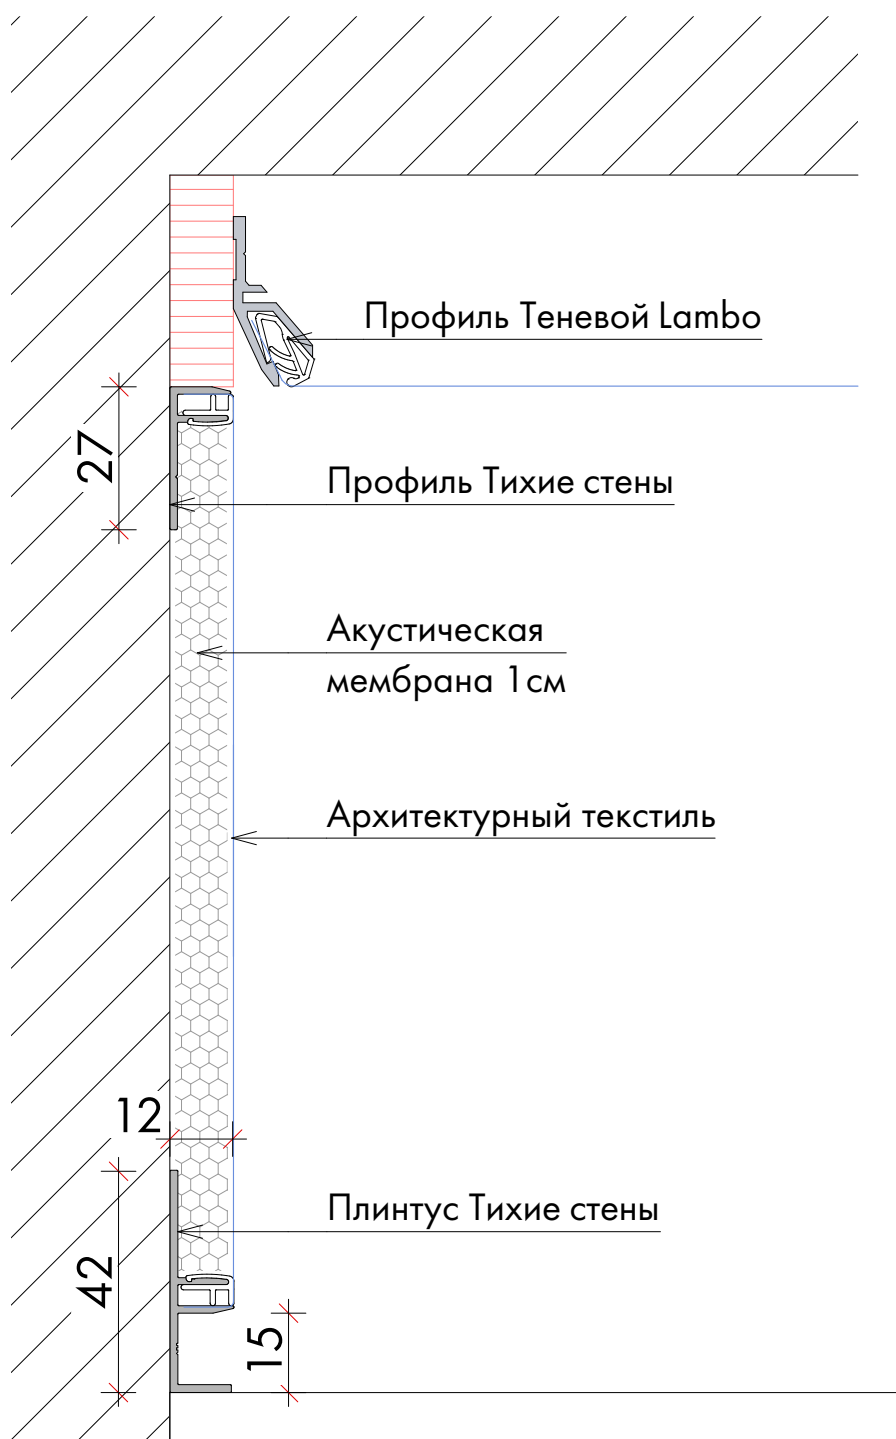 Профиль Теневой Lambo
27
Профиль Тихие стены
Акустическая
мембрана 1см
Архитектурный текстиль
12
Плинтус Тихие стены
42
15